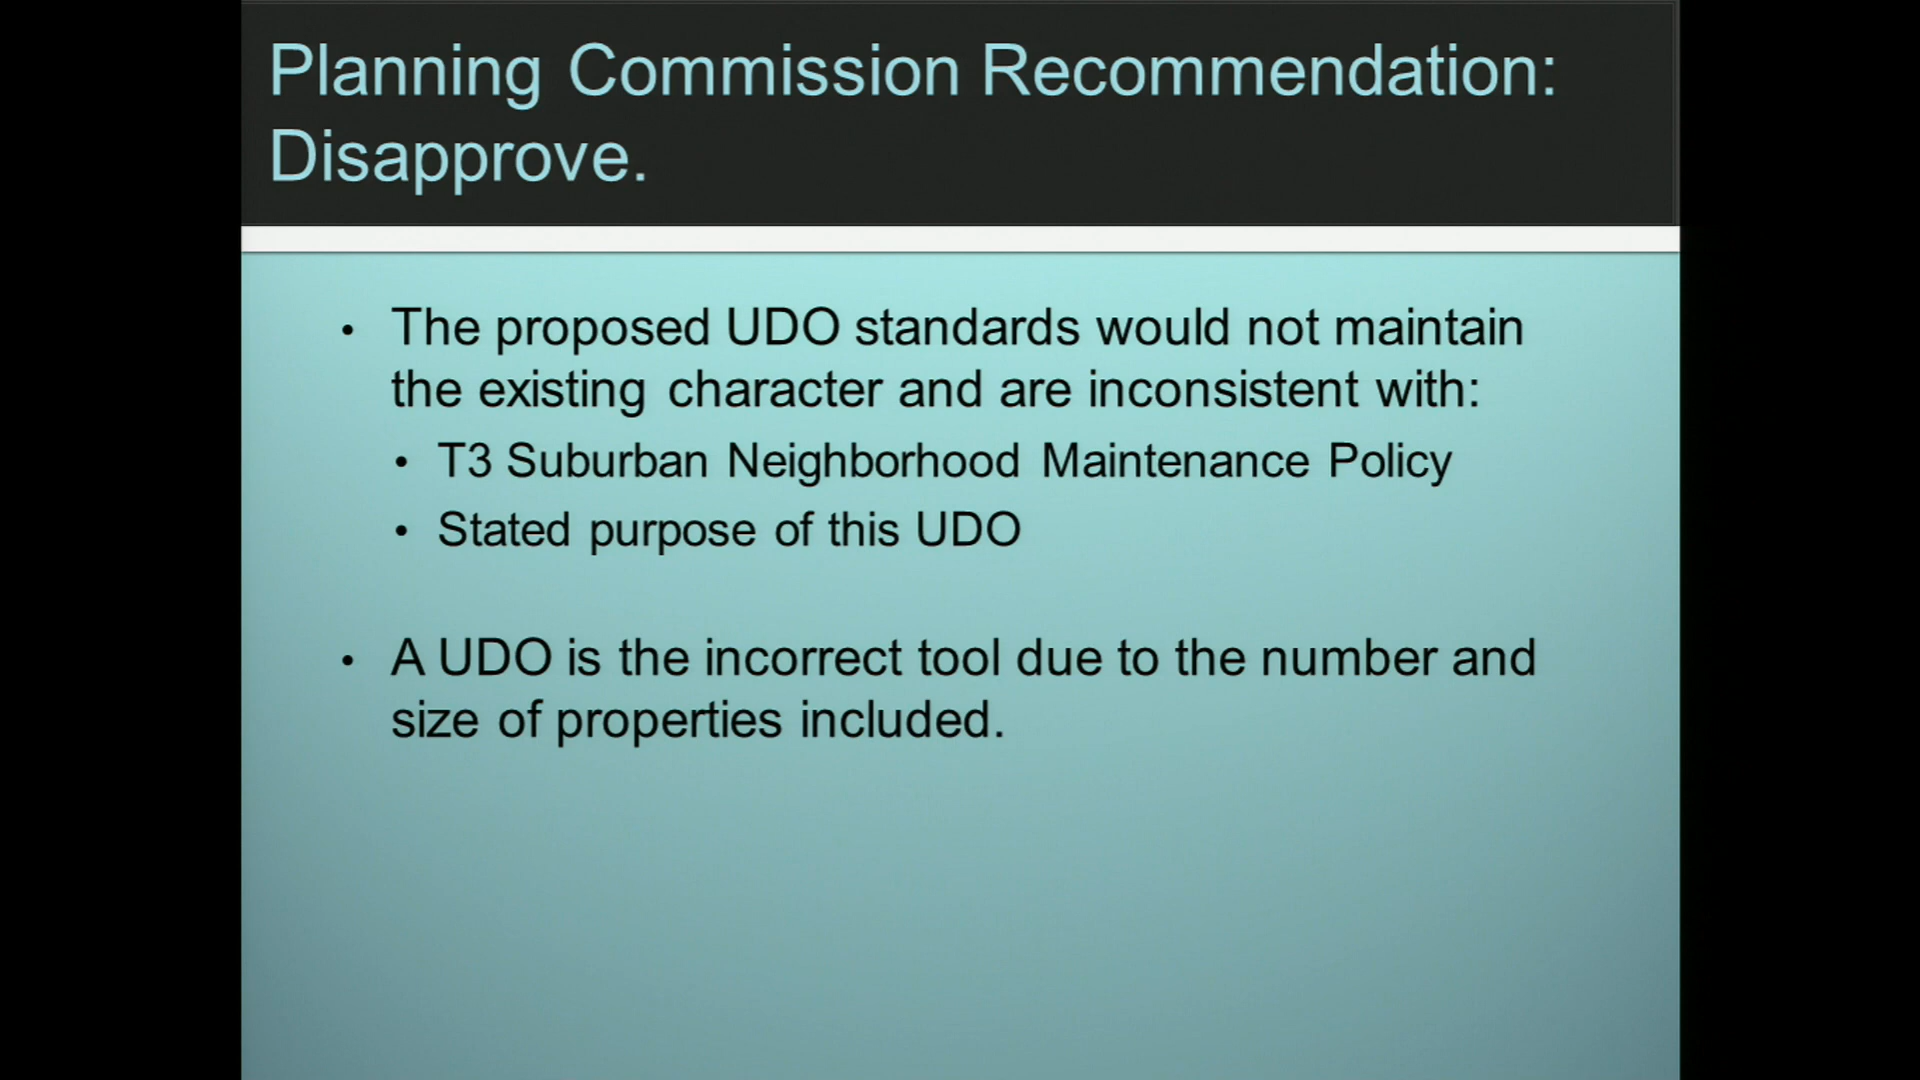 Planning Commission Recommendation:
Disapprove.
• The proposed UDO standards would not maintain
the existing character and are inconsistent with:
• T3 Suburban Neighborhood Maintenance Policy
• Stated purpose of this UDO
• A UDO is the incorrect tool due to the number and
size of properties included.